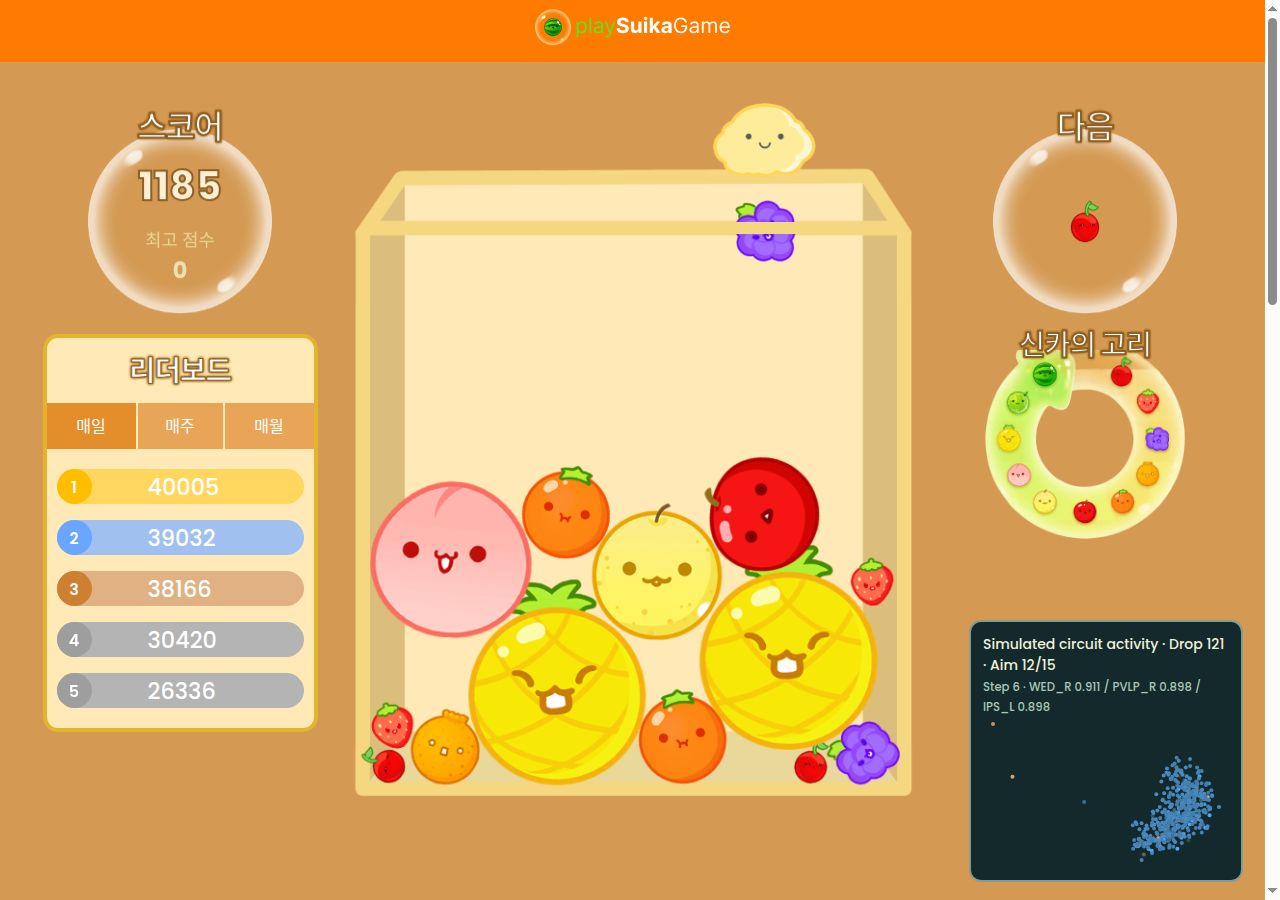 playSuikaGame
스코어
1185
최고 점수
0
리더보드
매일
매주
매월
1 40005
2 39032
3 38166
4 30420
5 26336
다음
신카의 고리
Simulated circuit activity · Drop 121
· Aim 12/15
Step 6 · WED_R 0.911 / PVLP_R 0.898 /
IPS_L 0.898